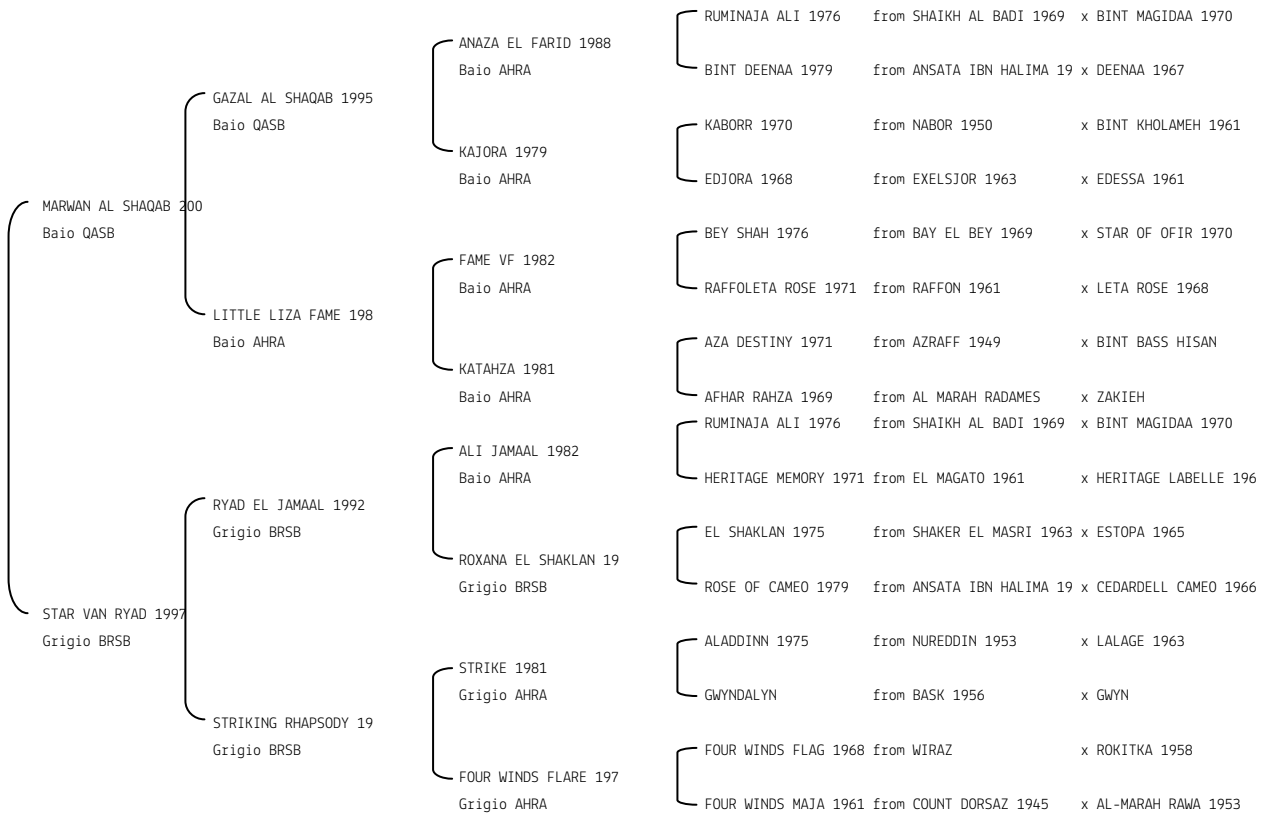 RUMINAJA ALI 1976 from SHAIKH AL BADI 1969 x BINT MAGIDAA 1970
ANAZA EL FARID 1988
Baio AHRA BINT DEENAA 1979 from ANSATA IBN HALIMA 19 x DEENAA 1967
GAZAL AL SHAQAB 1995
Baio QASB KABORR 1970 from NABOR 1950 x BINT KHOLAMEH 1961
KAJORA 1979
Baio AHRA EDJORA 1968 from EXELSJOR 1963 x EDESSA 1961
MARWAN AL SHAQAB 200
Baio QASB BEY SHAH 1976 from BAY EL BEY 1969 x STAR OF OFIR 1970
FAME VF 1982
Baio AHRA RAFFOLETA ROSE 1971 from RAFFON 1961 x LETA ROSE 1968
LITTLE LIZA FAME 198
Baio AHRA AZA DESTINY 1971 from AZRAFF 1949 x BINT BASS HISAN
KATAHZA 1981
Baio AHRA AFHAR RAHZA 1969 from AL MARAH RADAMES x ZAKIEH
RUMINAJA ALI 1976 from SHAIKH AL BADI 1969 x BINT MAGIDAA 1970
ALI JAMAAL 1982
Baio AHRA HERITAGE MEMORY 1971 from EL MAGATO 1961 x HERITAGE LABELLE 196
RYAD EL JAMAAL 1992
Grigio BRSB EL SHAKLAN 1975 from SHAKER EL MASRI 1963 x ESTOPA 1965
ROXANA EL SHAKLAN 19
Grigio BRSB ROSE OF CAMEO 1979 from ANSATA IBN HALIMA 19 x CEDARDELL CAMEO 1966
STAR VAN RYAD 1997
Grigio BRSB ALADDINN 1975 from NUREDDIN 1953 x LALAGE 1963
STRIKE 1981
Grigio AHRA GWYNDALYN from BASK 1956 x GWYN
STRIKING RHAPSODY 19
Grigio BRSB FOUR WINDS FLAG 1968 from WIRAZ x ROKITKA 1958
FOUR WINDS FLARE 197
Grigio AHRA FOUR WINDS MAJA 1961 from COUNT DORSAZ 1945 x AL-MARAH RAWA 1953